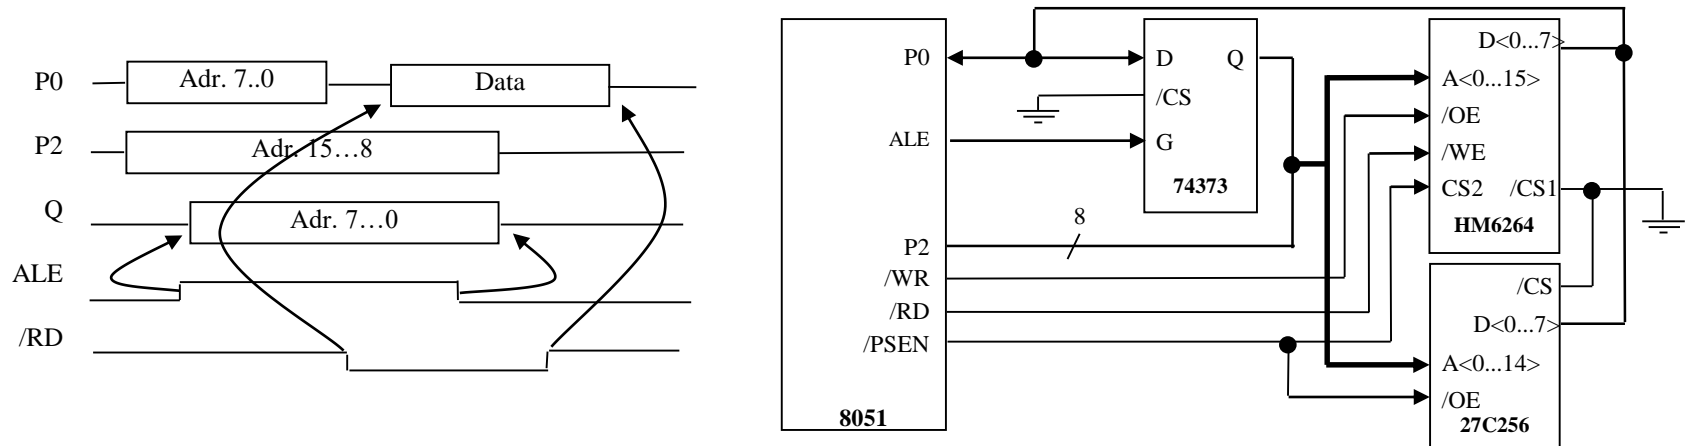 P0
Adr. 7..0
Data
P2
Adr. 15…8
Q
Adr. 7…0
ALE
/RD
P0
ALE
P2
/WR
/RD
/PSEN
8051
D
Q
/CS
G
74373
8
D<0...7>
A<0...15>
/OE
/WE
CS2
/CS1
HM6264
/CS
D<0...7>
A<0...14>
/OE
27C256